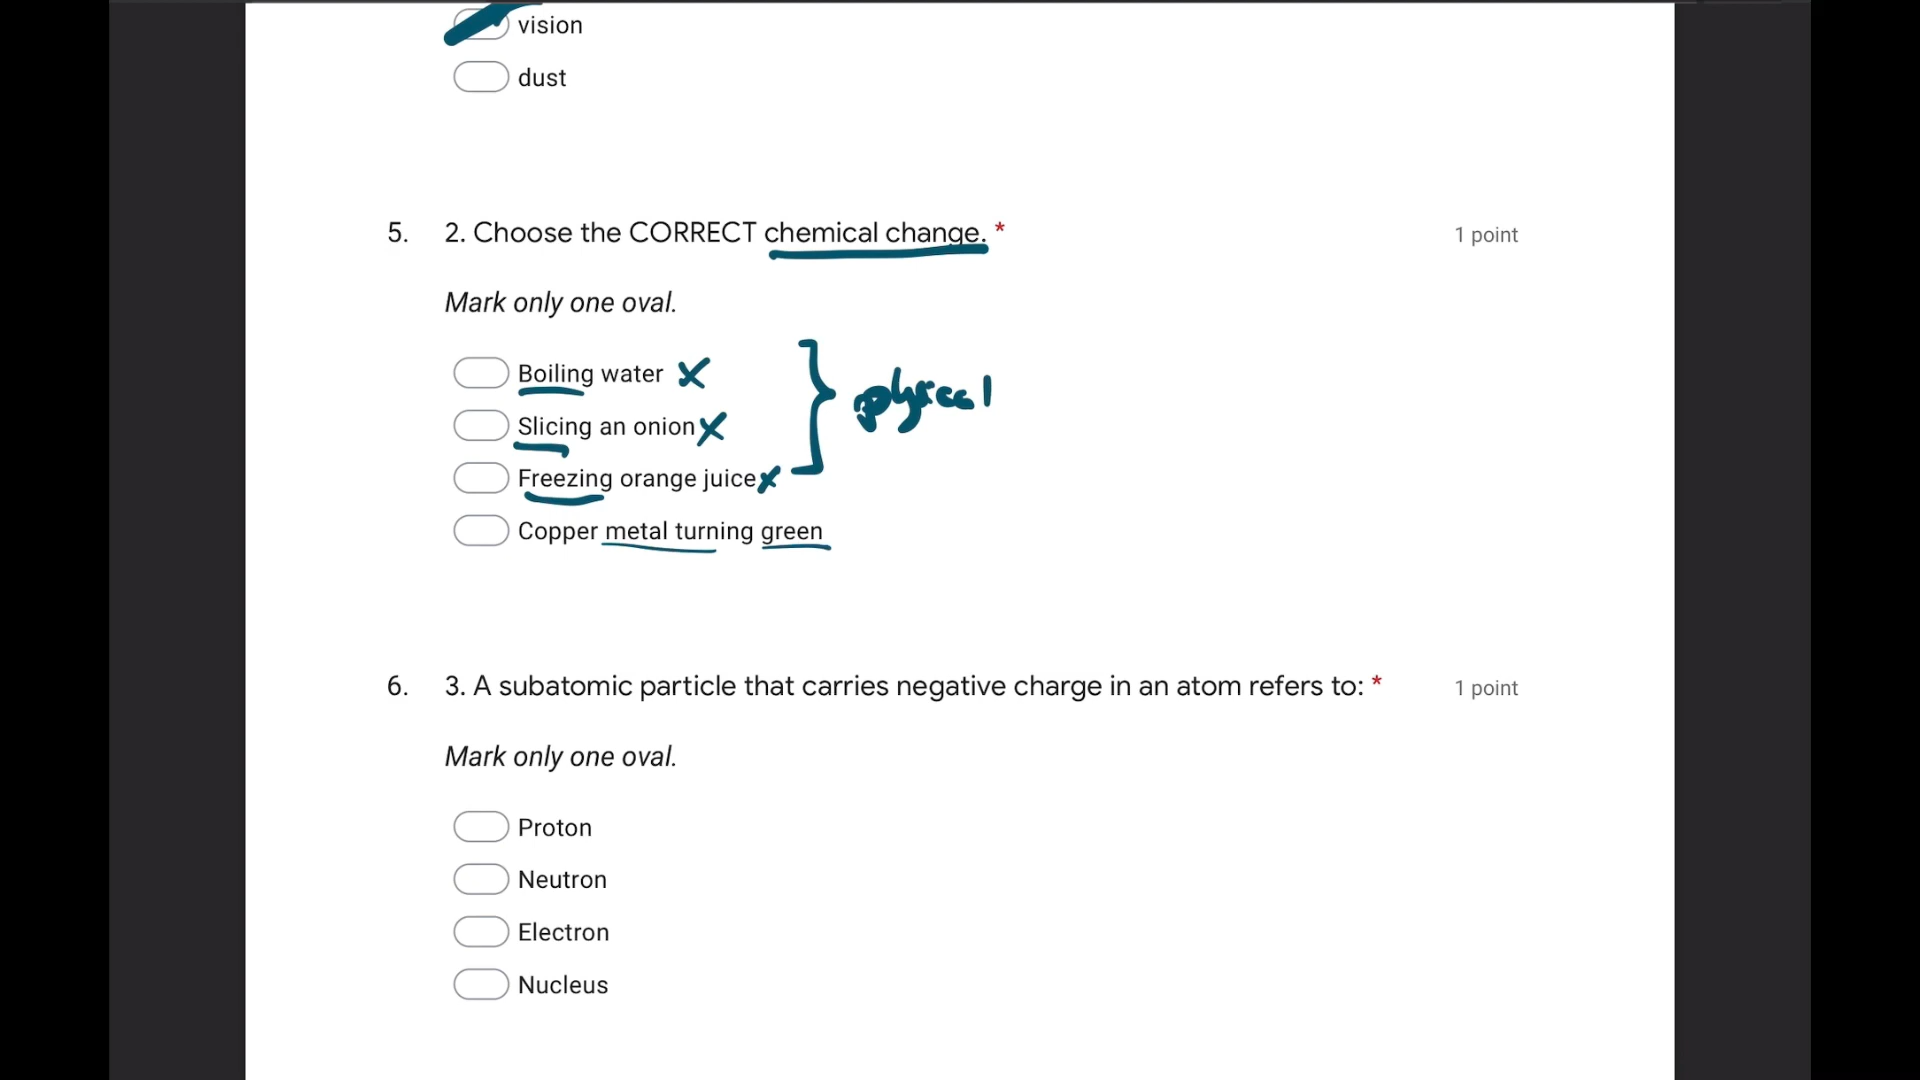 vision
dust
5. 2. Choose the CORRECT chemical change. * 1 point
Mark only one oval.
Boiling water
Slicing an onion
Freezing orange juice
physical
Copper metal turning green
6. 3. A subatomic particle that carries negative charge in an atom refers to: * 1 point
Mark only one oval.
Proton
Neutron
Electron
Nucleus